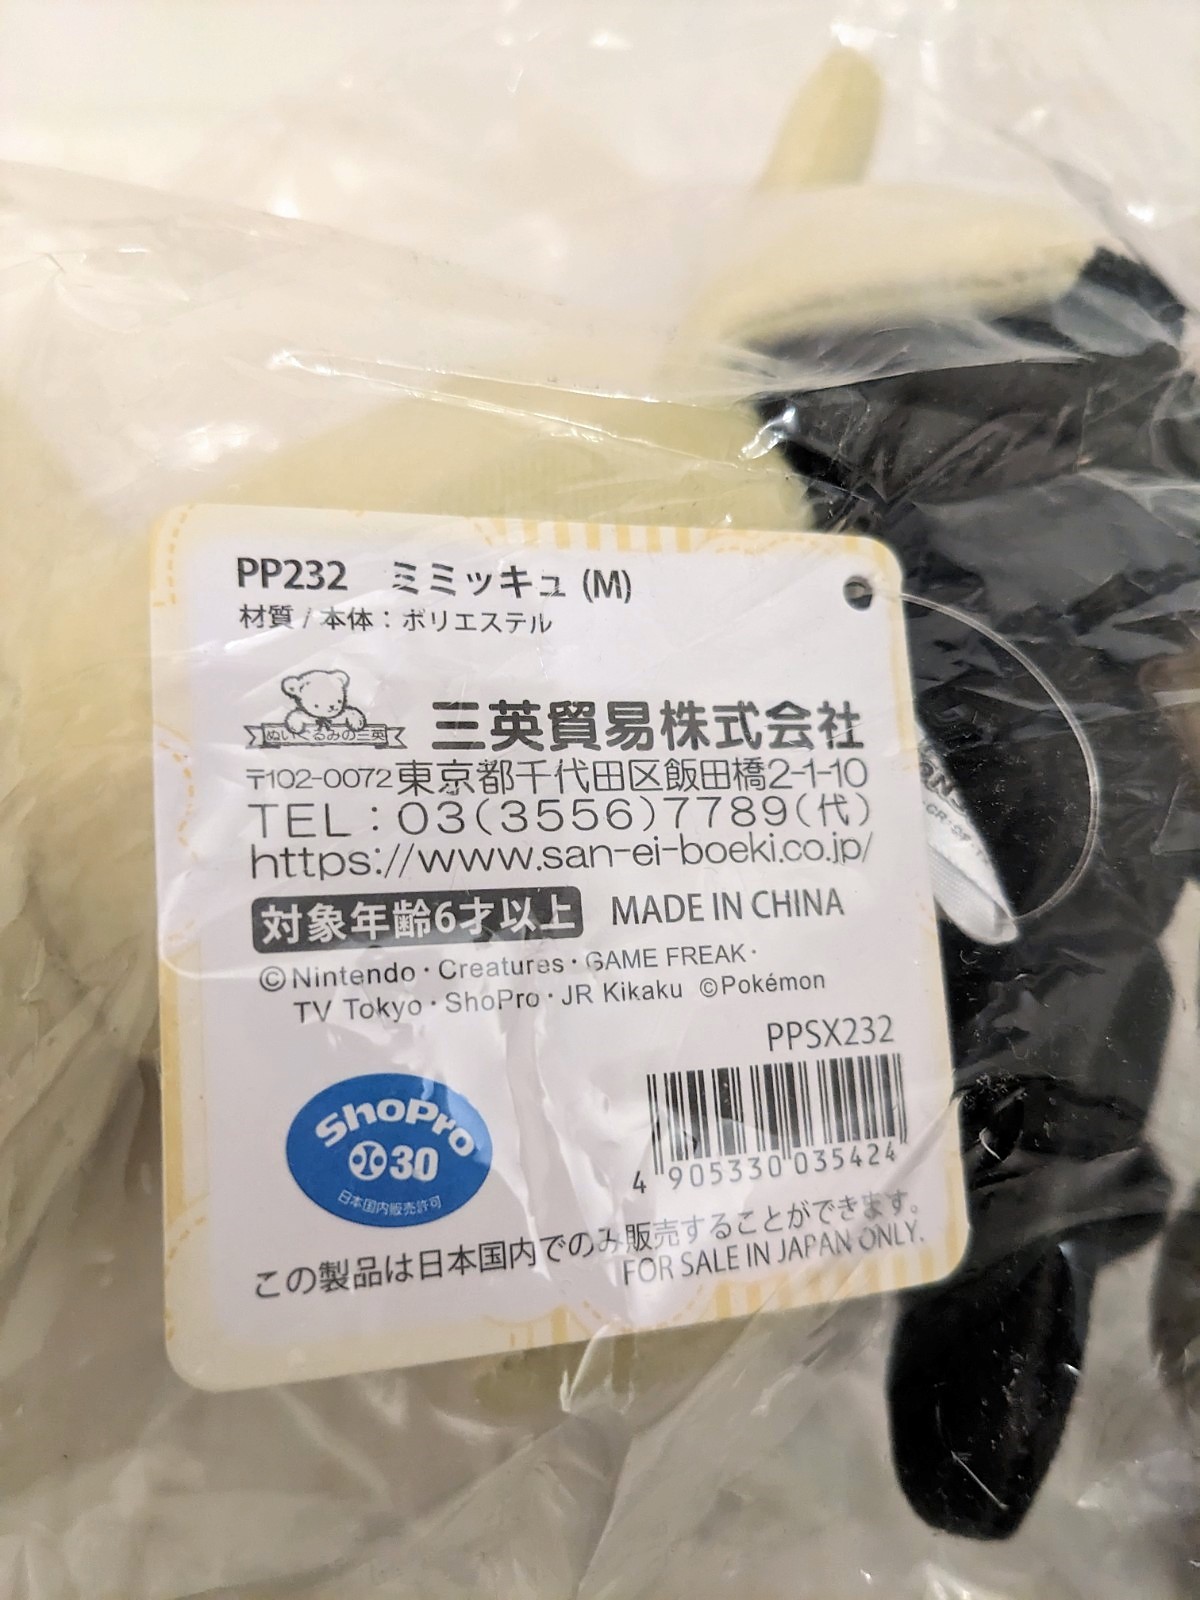 PP232 ミミッキュ (M)
材質 / 本体：ポリエステル
ぬいぐるみの三英
三英貿易株式会社
〒102-0072東京都千代田区飯田橋2-1-10
TEL：03(3556)7789(代)
https://www.san-ei-boeki.co.jp/
対象年齢6才以上 MADE IN CHINA
©Nintendo・Creatures・GAME FREAK・
TV Tokyo・ShoPro・JR Kikaku ©Pokémon
PPSX232
ShoPro
30
日本国内販売許可
4 905330 035424
この製品は日本国内でのみ販売することができます。
FOR SALE IN JAPAN ONLY.